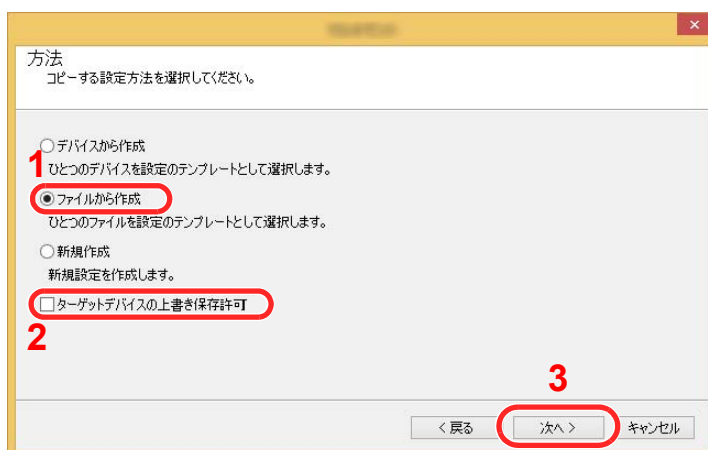 ×
方法
コピーする設定方法を選択してください。
デバイスから作成
1
ひとつのデバイスを設定のテンプレートとして選択します。
ファイルから作成
ひとつのファイルを設定のテンプレートとして選択します。
新規作成
新規設定を作成します。
ターゲットデバイスの上書き保存許可
2
3
< 戻る 次へ > キャンセル